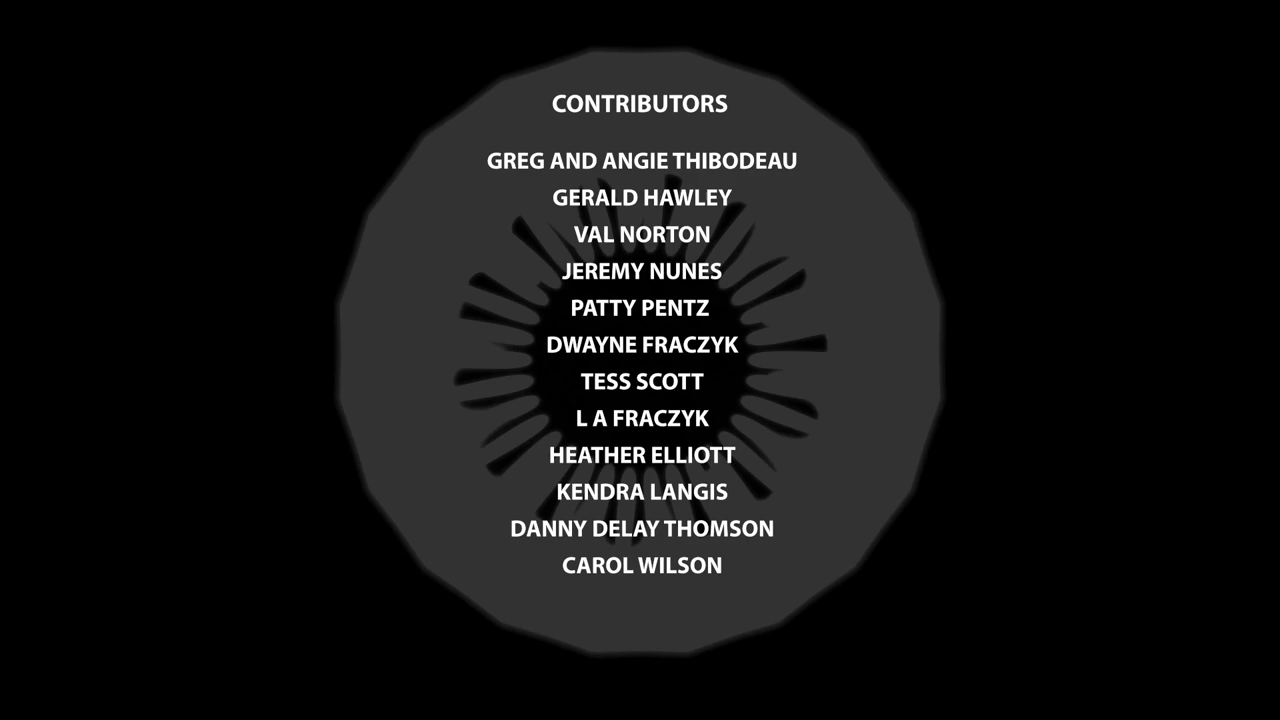 CONTRIBUTORS
GREG AND ANGIE THIBODEAU
GERALD HAWLEY
VAL NORTON
JEREMY NUNES
PATTY PENTZ
DWAYNE FRACZYK
TESS SCOTT
L A FRACZYK
HEATHER ELLIOTT
KENDRA LANGIS
DANNY DELAY THOMSON
CAROL WILSON